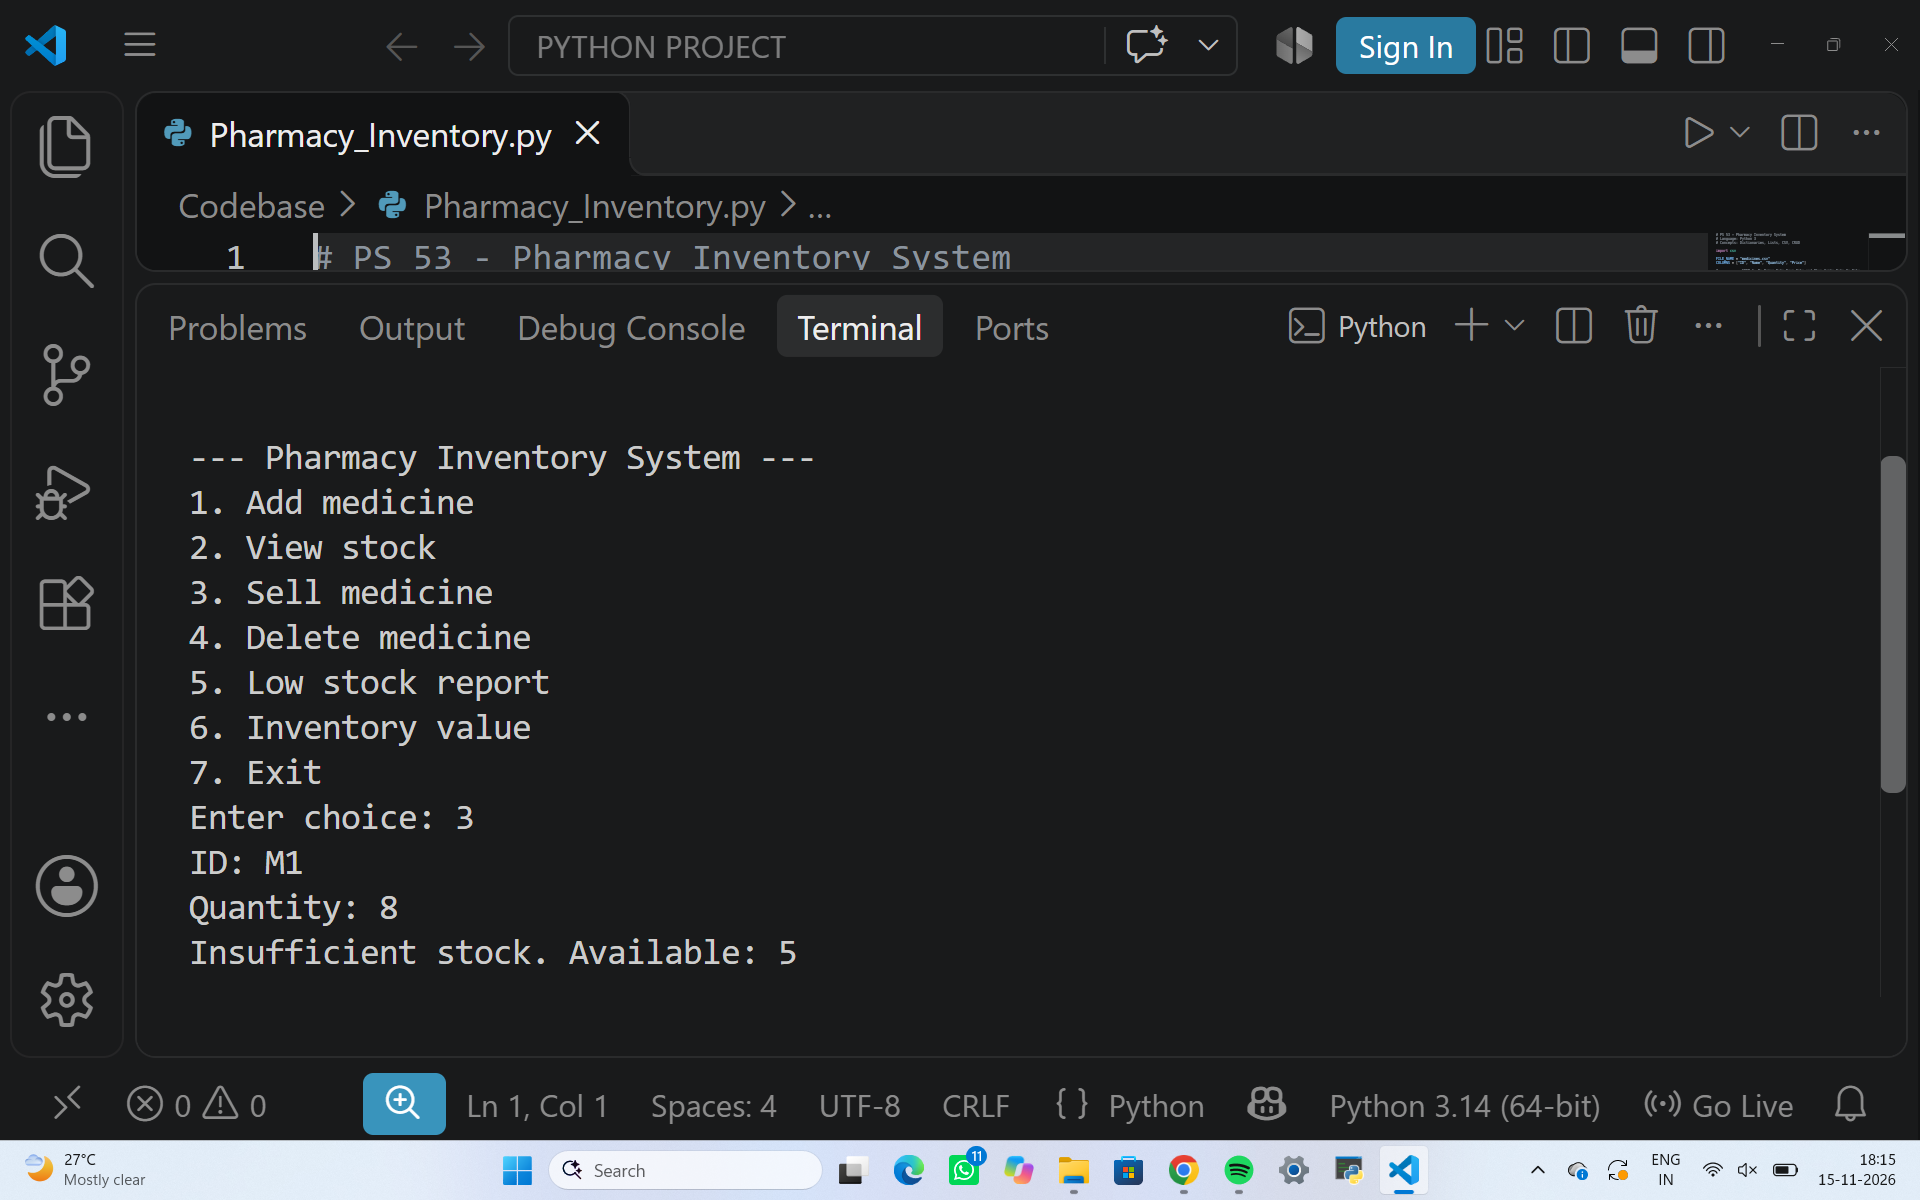 PYTHON PROJECT
Sign In
Pharmacy_Inventory.py
Codebase > Pharmacy_Inventory.py > ...
1 # PS 53 - Pharmacy Inventory System
Problems Output Debug Console Terminal Ports Python
--- Pharmacy Inventory System ---
1. Add medicine
2. View stock
3. Sell medicine
4. Delete medicine
5. Low stock report
6. Inventory value
7. Exit
Enter choice: 3
ID: M1
Quantity: 8
Insufficient stock. Available: 5
0 0 Ln 1, Col 1 Spaces: 4 UTF-8 CRLF {} Python Python 3.14 (64-bit) Go Live
27°C
Mostly clear
Search
11
ENG
IN
18:15
15-11-2026